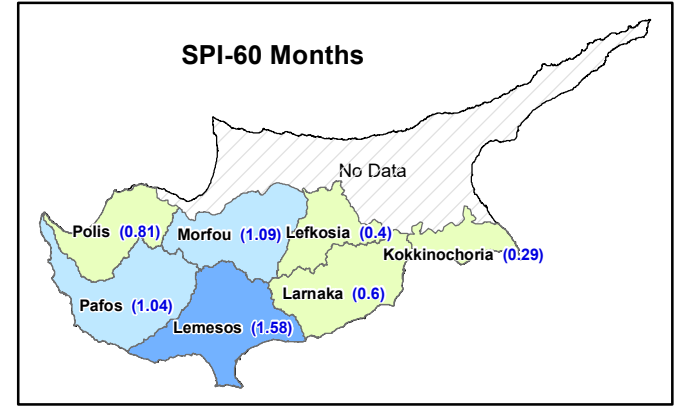 SPI-60 Months
No Data
Polis (0.81)
Morfou (1.09)
Lefkosia (0.4)
Kokkinochoria (0.29)
Pafos (1.04)
Larnaka (0.6)
Lemesos (1.58)